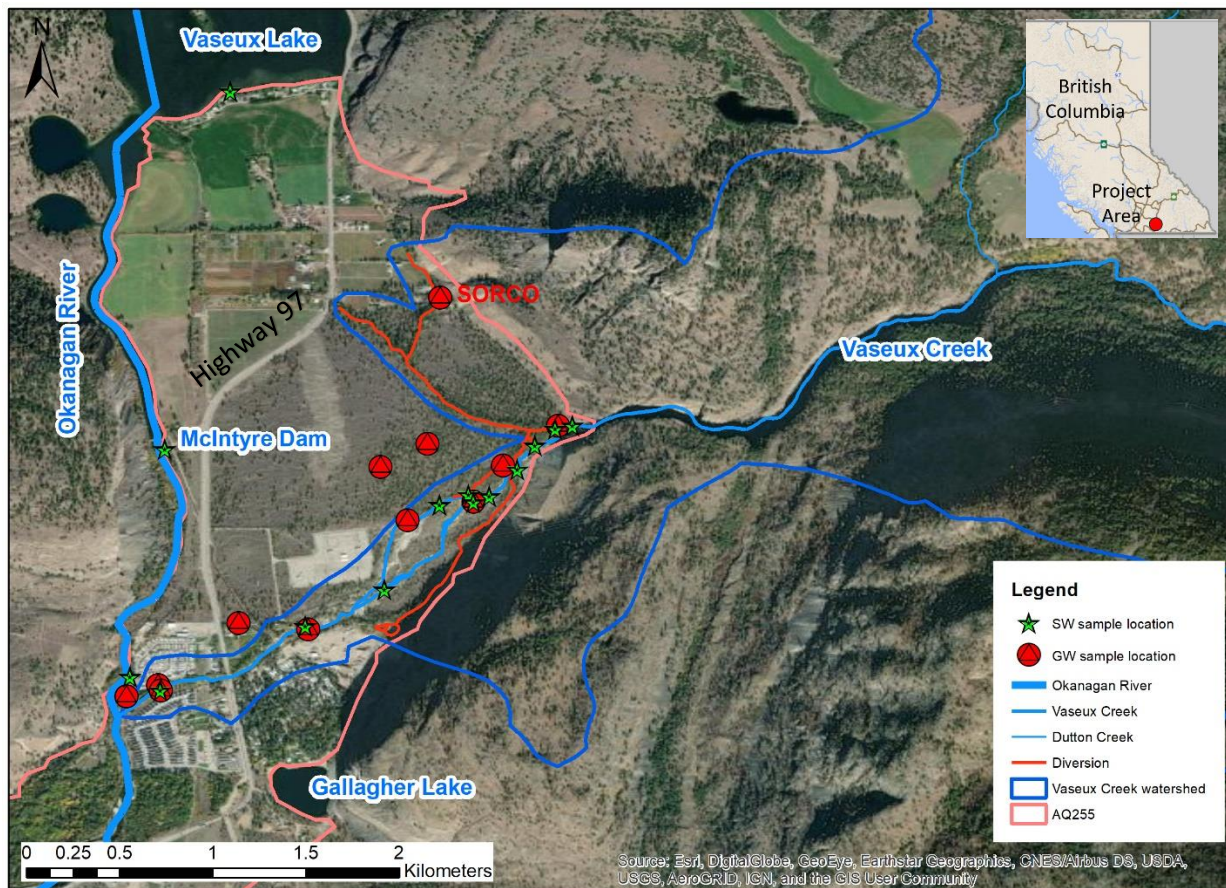 N
Vaseux Lake
British
Columbia
Project
Area
Okanagan River
Highway 97
SORCO
Vaseux Creek
McIntyre Dam
Gallagher Lake
Legend
SW sample location
GW sample location
Okanagan River
Vaseux Creek
Dutton Creek
Diversion
Vaseux Creek watershed
AQ255
0 0.25 0.5 1 1.5 2
Kilometers
Source: Esri, DigitalGlobe, GeoEye, Earthstar Geographics, CNES/Airbus DS, USDA,
USGS, AeroGRID, IGN, and the GIS User Community